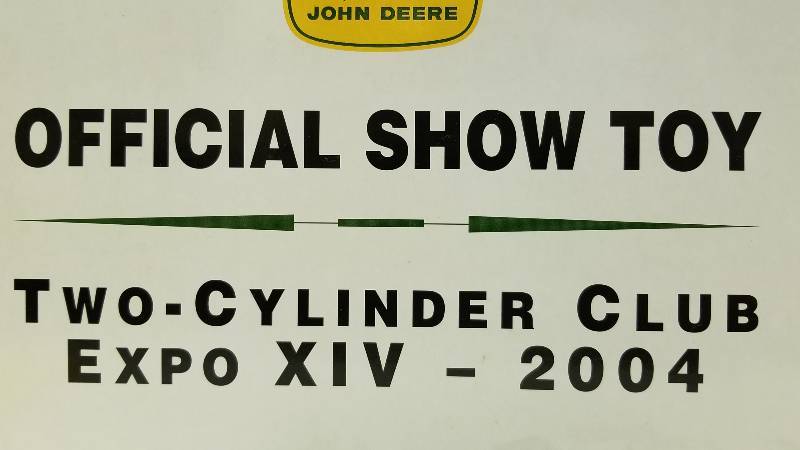 JOHN DEERE
OFFICIAL SHOW TOY
TWO-CYLINDER CLUB
EXPO XIV – 2004